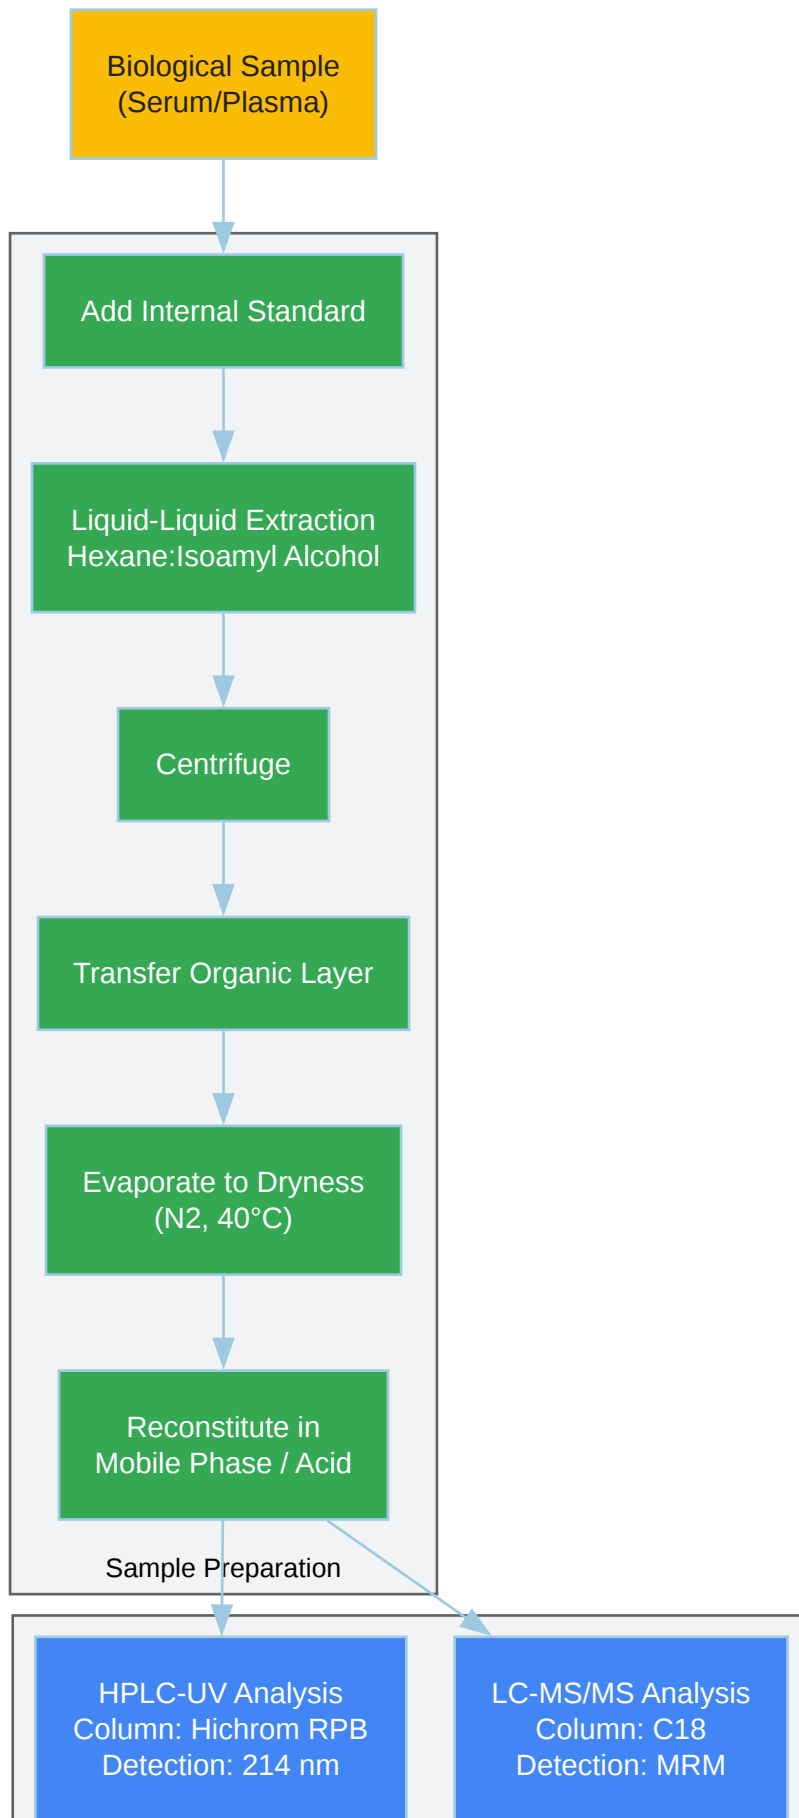 Biological Sample
(Serum/Plasma)
Add Internal Standard
Liquid-Liquid Extraction
Hexane:Isoamyl Alcohol
Centrifuge
Transfer Organic Layer
Evaporate to Dryness
(N2, 40°C)
Reconstitute in
Mobile Phase / Acid
Sample Preparation
HPLC-UV Analysis
Column: Hichrom RPB
Detection: 214 nm
LC-MS/MS Analysis
Column: C18
Detection: MRM